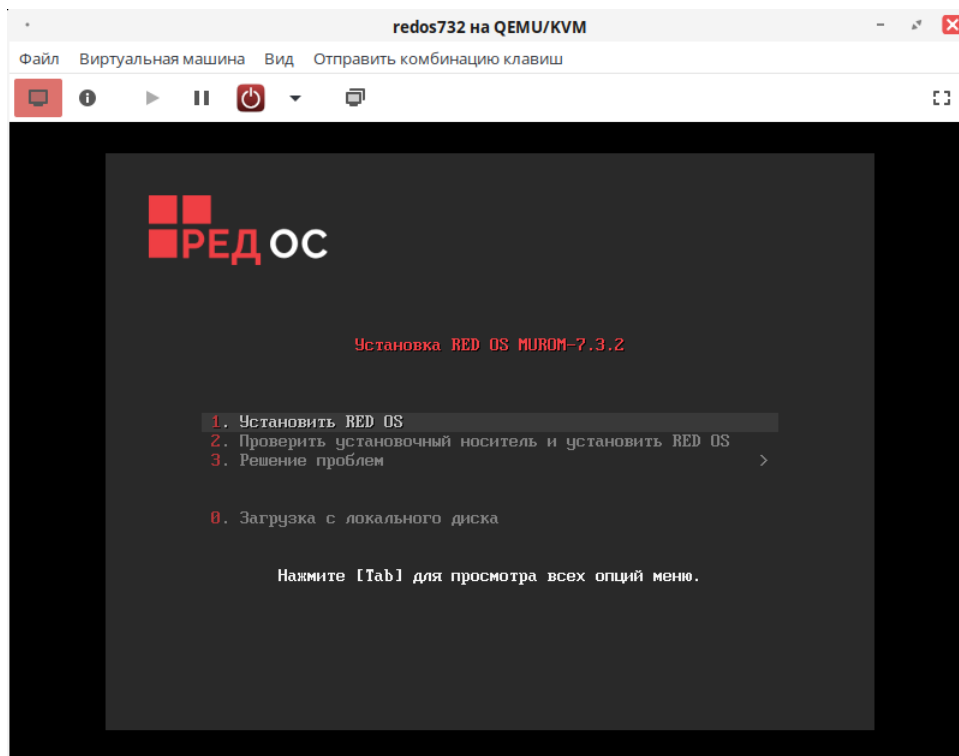 redos732 на QEMU/KVM
Файл Виртуальная машина Вид Отправить комбинацию клавиш
РЕД ОС
Установка RED OS MUROM-7.3.2
1. Установить RED OS
2. Проверить установочный носитель и установить RED OS
3. Решение проблем >
0. Загрузка с локального диска
Нажмите [Tab] для просмотра всех опций меню.